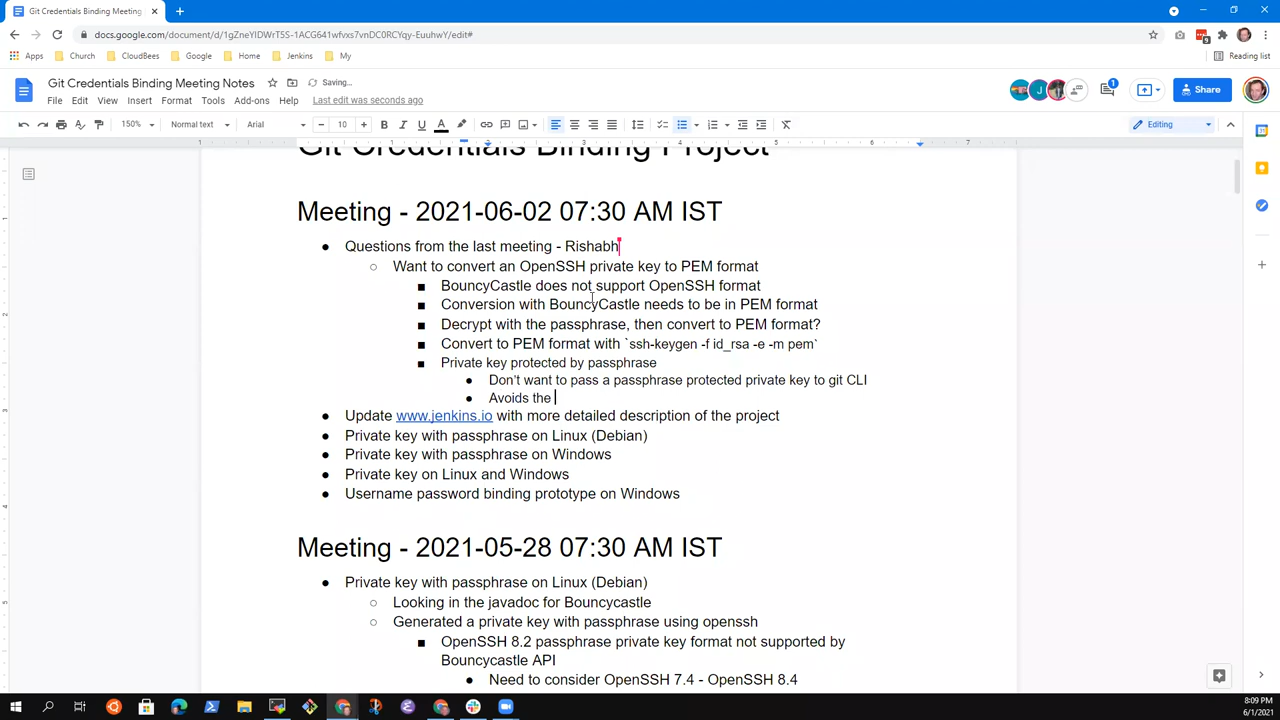 Git Credentials Binding Meeting
docs.google.com/document/d/1gZneYlDWrT5S-1ACG641wfvxs7vnDC0RCYqy-EuuhwY/edit#
9
Apps Church CloudBees Google Home Jenkins My Reading list
Git Credentials Binding Meeting Notes Saving...
File Edit View Insert Format Tools Add-ons Help Last edit was seconds ago
J 1 Share
150% Normal text Arial 10 B I U A Editing
1 1 2 3 4 5 6 7
Git Credentials Binding Project
Meeting - 2021-06-02 07:30 AM IST
Questions from the last meeting - Rishabh
Want to convert an OpenSSH private key to PEM format
BouncyCastle does not support OpenSSH format
Conversion with BouncyCastle needs to be in PEM format
Decrypt with the passphrase, then convert to PEM format?
Convert to PEM format with `ssh-keygen -f id_rsa -e -m pem`
Private key protected by passphrase
Don't want to pass a passphrase protected private key to git CLI
Avoids the
Update www.jenkins.io with more detailed description of the project
Private key with passphrase on Linux (Debian)
Private key with passphrase on Windows
Private key on Linux and Windows
Username password binding prototype on Windows
Meeting - 2021-05-28 07:30 AM IST
Private key with passphrase on Linux (Debian)
Looking in the javadoc for Bouncycastle
Generated a private key with passphrase using openssh
OpenSSH 8.2 passphrase private key format not supported by
Bouncycastle API
Need to consider OpenSSH 7.4 - OpenSSH 8.4
8:09 PM
6/1/2021